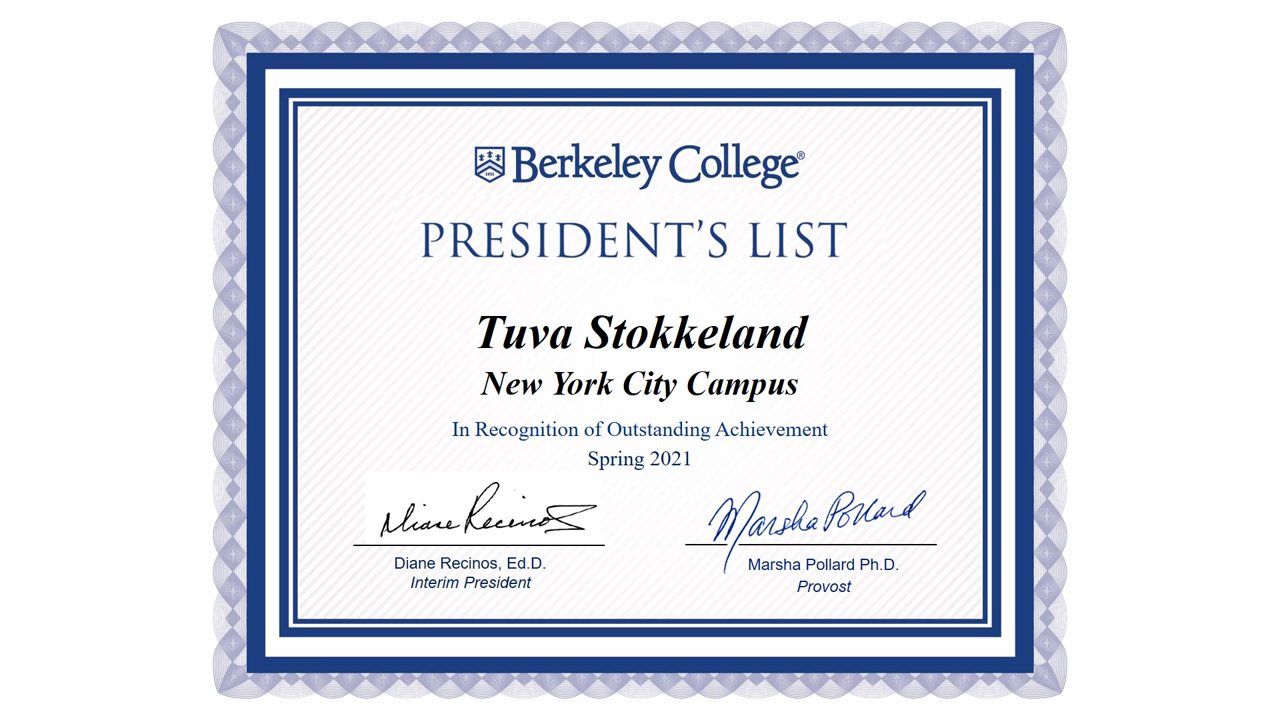 Berkeley College®
PRESIDENT'S LIST
Tuva Stokkeland
New York City Campus
In Recognition of Outstanding Achievement
Spring 2021
Diane Recinos
Marsha Pollard
Diane Recinos, Ed.D.
Interim President
Marsha Pollard Ph.D.
Provost